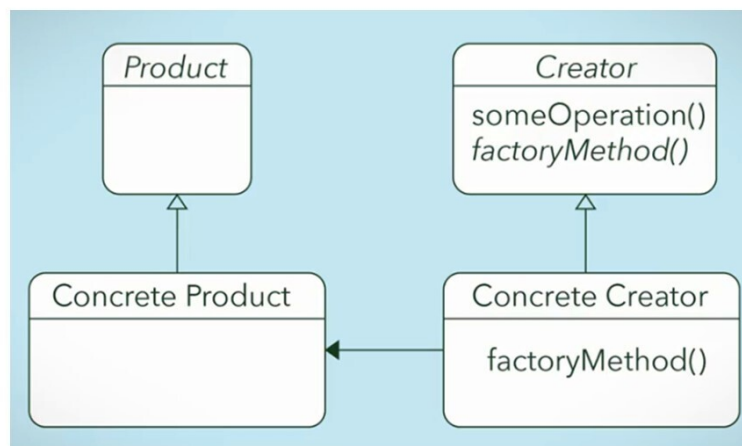 Product
Creator
someOperation()
factoryMethod()
Concrete Product
Concrete Creator
factoryMethod()